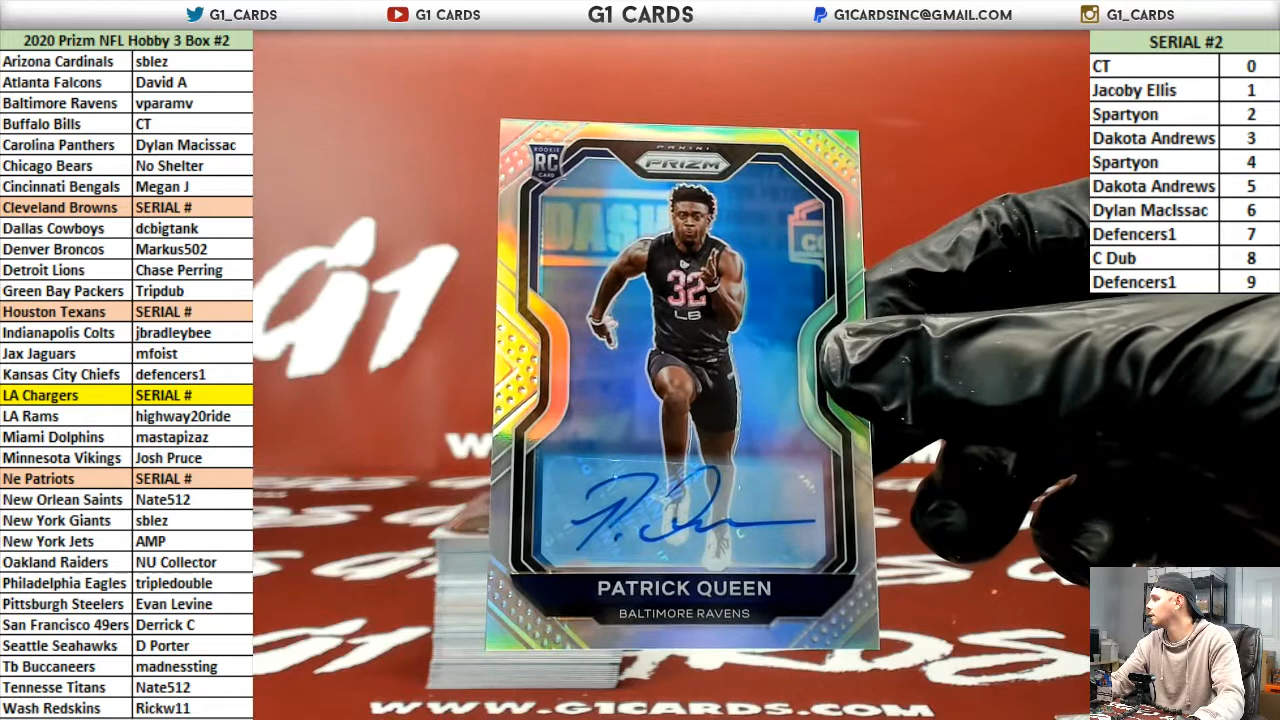 G1_CARDS
G1 CARDS
G1 CARDS
G1CARDSINC@GMAIL.COM
G1_CARDS
2020 Prizm NFL Hobby 3 Box #2
Arizona Cardinals sblez
Atlanta Falcons David A
Baltimore Ravens vparamv
Buffalo Bills CT
Carolina Panthers Dylan Macissac
Chicago Bears No Shelter
Cincinnati Bengals Megan J
Cleveland Browns SERIAL #
Dallas Cowboys dcbigtank
Denver Broncos Markus502
Detroit Lions Chase Perring
Green Bay Packers Tripdub
Houston Texans SERIAL #
Indianapolis Colts jbradleybee
Jax Jaguars mfoist
Kansas City Chiefs defencers1
LA Chargers SERIAL #
LA Rams highway20ride
Miami Dolphins mastapizaz
Minnesota Vikings Josh Pruce
Ne Patriots SERIAL #
New Orlean Saints Nate512
New York Giants sblez
New York Jets AMP
Oakland Raiders NU Collector
Philadelphia Eagles tripledouble
Pittsburgh Steelers Evan Levine
San Francisco 49ers Derrick C
Seattle Seahawks D Porter
Tb Buccaneers madnessting
Tennesse Titans Nate512
Wash Redskins Rickw11
SERIAL #2
CT 0
Jacoby Ellis 1
Spartyon 2
Dakota Andrews 3
Spartyon 4
Dakota Andrews 5
Dylan MacIssac 6
Defencers1 7
C Dub 8
Defencers1 9
ROOKIE
RC
CARD
PANINI
PRIZM
DASH
32
LB
PATRICK QUEEN
BALTIMORE RAVENS
G1
WWW.G1CARDS.COM